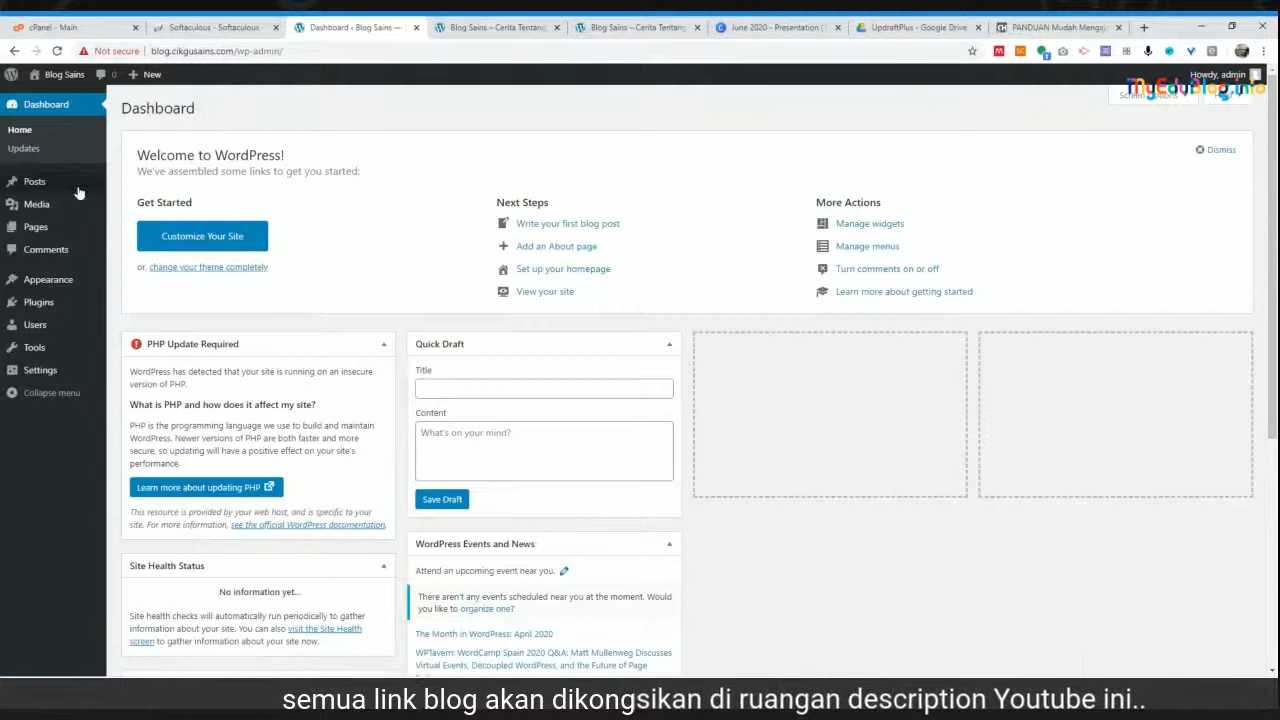 cPanel - Main
Softaculous - Softaculous
Dashboard ‹ Blog Sains —
Blog Sains – Cerita Tentang
Blog Sains – Cerita Tentang
June 2020 - Presentation (
UpdraftPlus - Google Drive
PANDUAN Mudah Mengaj
Not secure | blog.cikgusains.com/wp-admin/
Blog Sains
0
+ New
Howdy, admin
MyEduBlog.info
Dashboard
Home
Updates
Posts
Media
Pages
Comments
Appearance
Plugins
Users
Tools
Settings
Collapse menu
Dashboard
Screen Options
Welcome to WordPress!
We've assembled some links to get you started:
Dismiss
Get Started
Customize Your Site
or, change your theme completely
Next Steps
Write your first blog post
Add an About page
Set up your homepage
View your site
More Actions
Manage widgets
Manage menus
Turn comments on or off
Learn more about getting started
PHP Update Required
WordPress has detected that your site is running on an insecure
version of PHP.
What is PHP and how does it affect my site?
PHP is the programming language we use to build and maintain
WordPress. Newer versions of PHP are both faster and more
secure, so updating will have a positive effect on your site's
performance.
Learn more about updating PHP
This resource is provided by your web host, and is specific to your
site. For more information, see the official WordPress documentation.
Site Health Status
No information yet...
Site health checks will automatically run periodically to gather
information about your site. You can also visit the Site Health
screen to gather information about your site now.
Quick Draft
Title
Content
What's on your mind?
Save Draft
WordPress Events and News
Attend an upcoming event near you.
There aren't any events scheduled near you at the moment. Would
you like to organize one?
The Month in WordPress: April 2020
WPTavern: WordCamp Spain 2020 Q&A: Matt Mullenweg Discusses
Virtual Events, Decoupled WordPress, and the Future of Page
semua link blog akan dikongsikan di ruangan description Youtube ini..